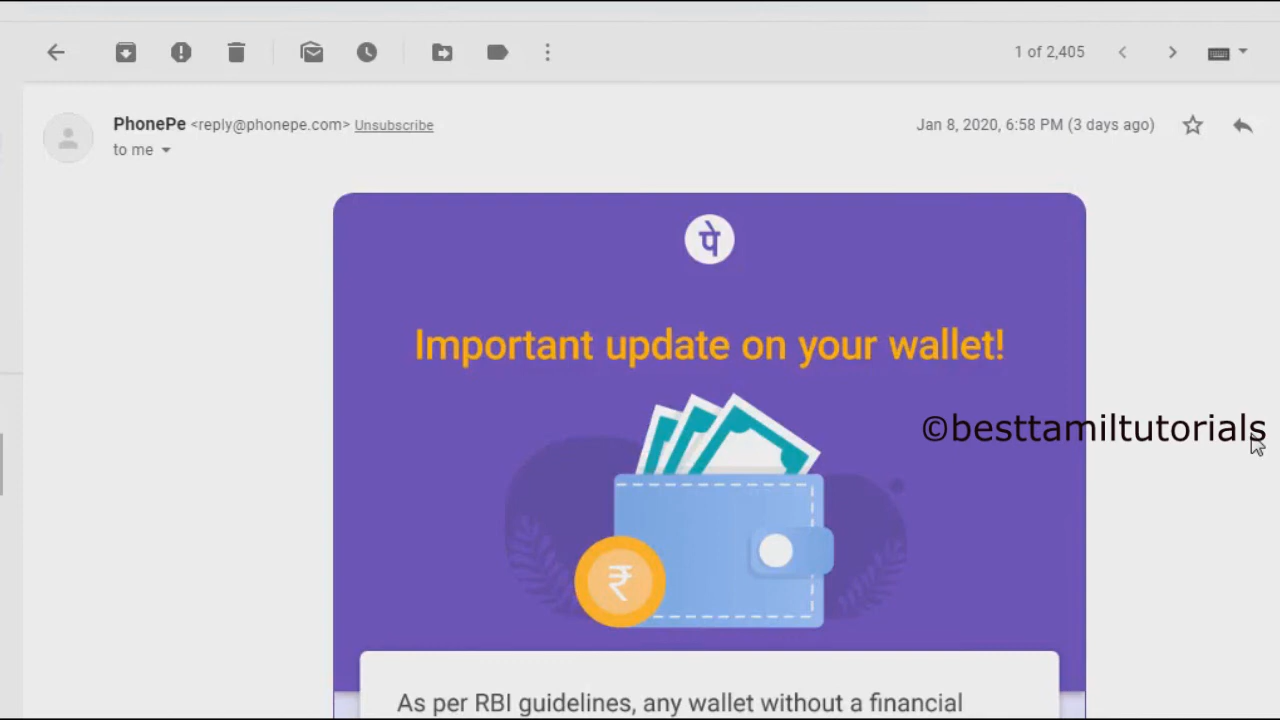 1 of 2,405
PhonePe <reply@phonepe.com> Unsubscribe
Jan 8, 2020, 6:58 PM (3 days ago)
to me
पे
Important update on your wallet!
©besttamiltutorials
₹
As per RBI guidelines, any wallet without a financial